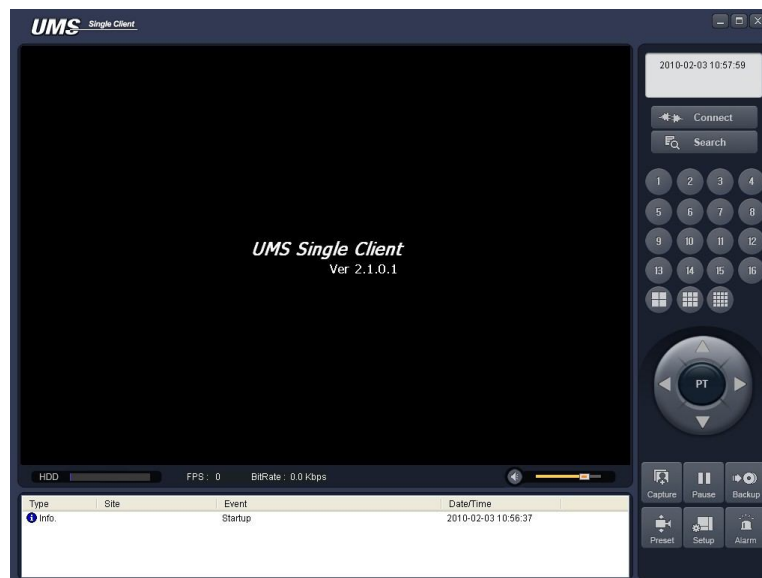 UMS Single Client
2010-02-03 10:57:59
Connect
Search
1 2 3 4
5 6 7 8
9 10 11 12
13 14 15 16
UMS Single Client
Ver 2.1.0.1
PT
HDD FPS : 0 BitRate : 0.0 Kbps
Capture Pause Backup
Type Site Event Date/Time
Info. Startup 2010-02-03 10:56:37
Preset Setup Alarm